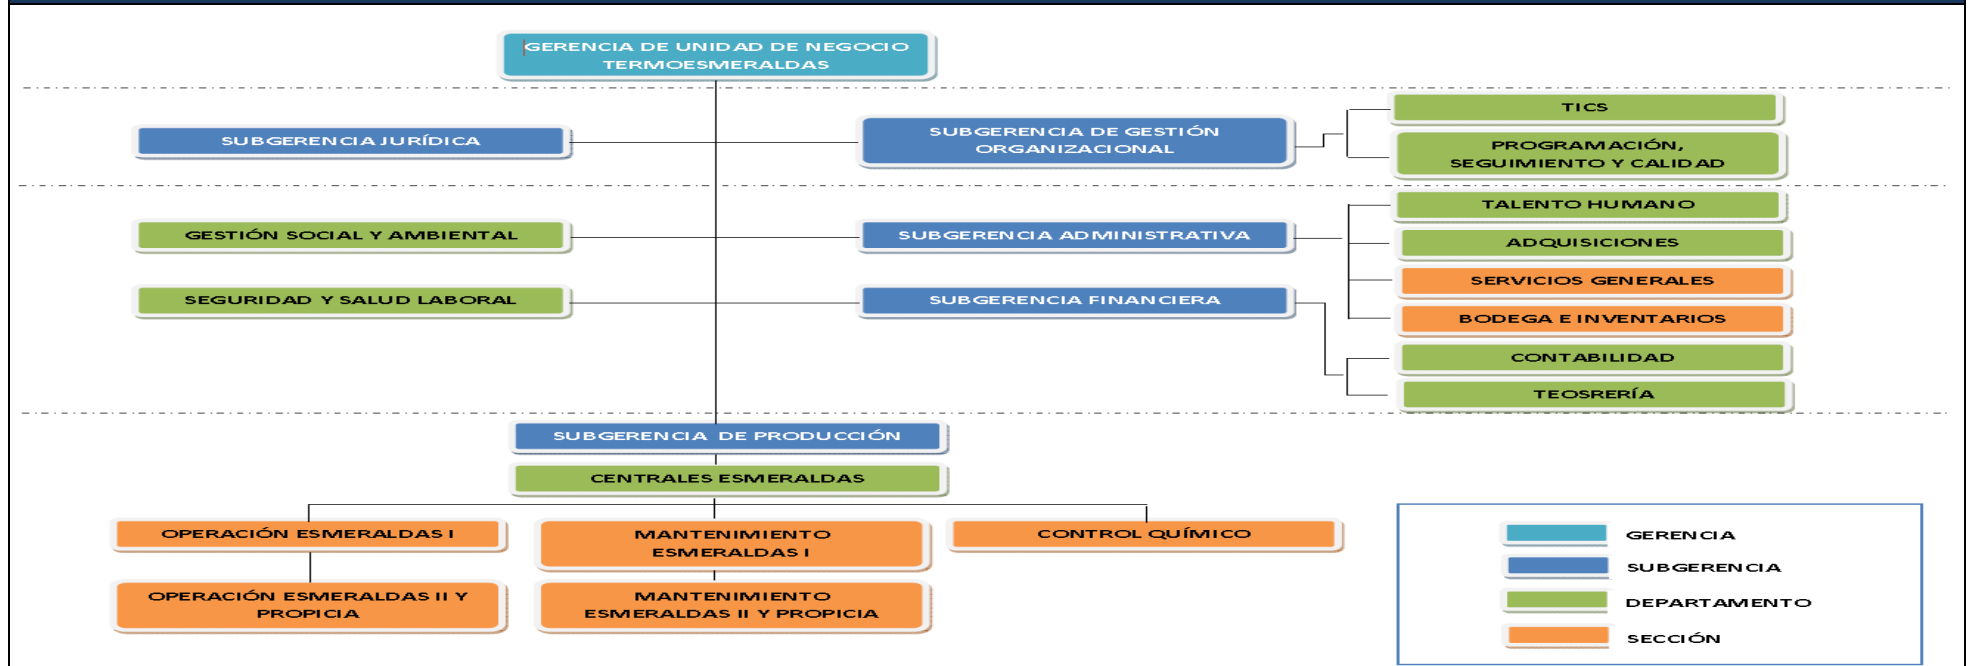 GERENCIA DE UNIDAD DE NEGOCIO
TERMOESMERALDAS
SUBGERENCIA JURÍDICA
SUBGERENCIA DE GESTIÓN
ORGANIZACIONAL
TICS
PROGRAMACIÓN,
SEGUIMIENTO Y CALIDAD
GESTIÓN SOCIAL Y AMBIENTAL
SUBGERENCIA ADMINISTRATIVA
TALENTO HUMANO
ADQUISICIONES
SERVICIOS GENERALES
BODEGA E INVENTARIOS
SEGURIDAD Y SALUD LABORAL
SUBGERENCIA FINANCIERA
CONTABILIDAD
TEOSRERÍA
SUBGERENCIA DE PRODUCCIÓN
CENTRALES ESMERALDAS
OPERACIÓN ESMERALDAS I
MANTENIMIENTO
ESMERALDAS I
CONTROL QUÍMICO
OPERACIÓN ESMERALDAS II Y
PROPICIA
MANTENIMIENTO
ESMERALDAS II Y PROPICIA
GERENCIA
SUBGERENCIA
DEPARTAMENTO
SECCIÓN